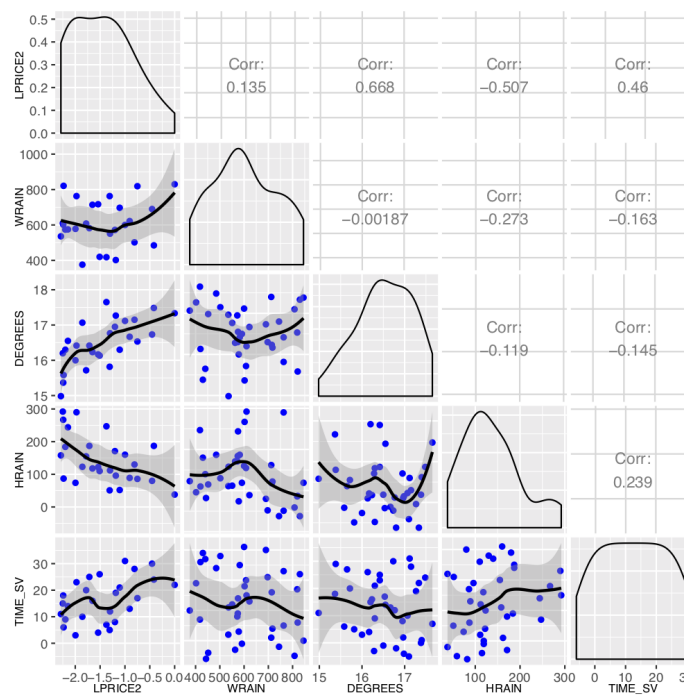 LPRICE2
0.5
0.4
0.3
0.2
0.1
0.0
Corr:
0.135
Corr:
0.668
Corr:
−0.507
Corr:
0.46
WRAIN
1000
800
600
400
Corr:
−0.00187
Corr:
−0.273
Corr:
−0.163
DEGREES
18
17
16
15
Corr:
−0.119
Corr:
−0.145
HRAIN
300
200
100
0
Corr:
0.239
TIME_SV
30
20
10
0
−2.0 −1.5 −1.0 −0.5 0.0
LPRICE2
400 500 600 700 800
WRAIN
15 16 17
DEGREES
100 200 300
HRAIN
0 10 20 30
TIME_SV